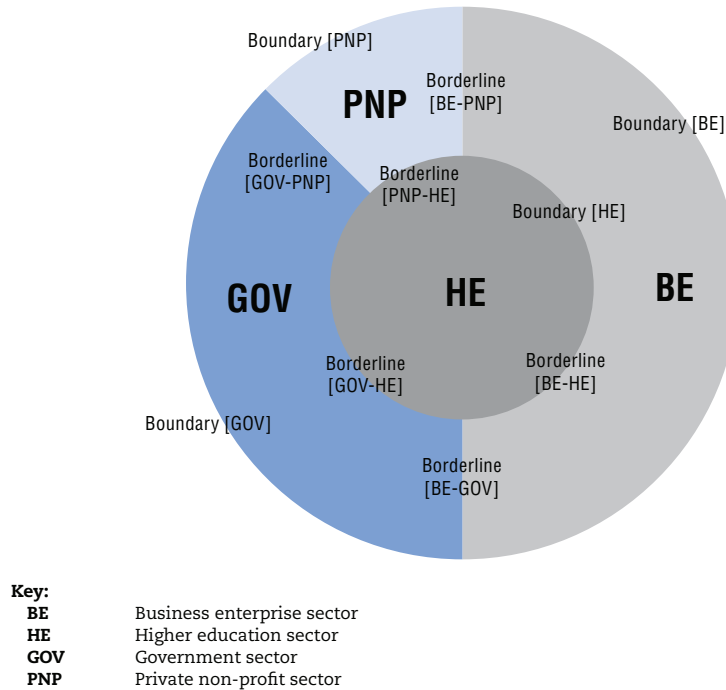 Boundary [PNP]
Borderline
[BE-PNP]
PNP
Boundary [BE]
Borderline
[GOV-PNP]
Borderline
[PNP-HE]
Boundary [HE]
GOV
HE
BE
Borderline
[GOV-HE]
Borderline
[BE-HE]
Boundary [GOV]
Borderline
[BE-GOV]
Key:
BE Business enterprise sector
HE Higher education sector
GOV Government sector
PNP Private non-profit sector